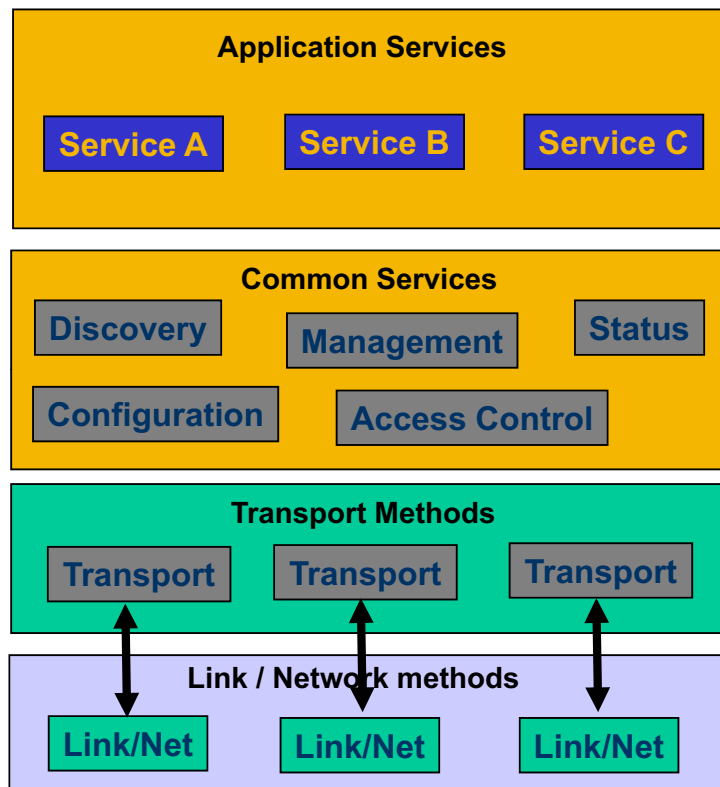 Application Services
Service A
Service B
Service C
Common Services
Discovery
Management
Status
Configuration
Access Control
Transport Methods
Transport
Transport
Transport
Link / Network methods
Link/Net
Link/Net
Link/Net